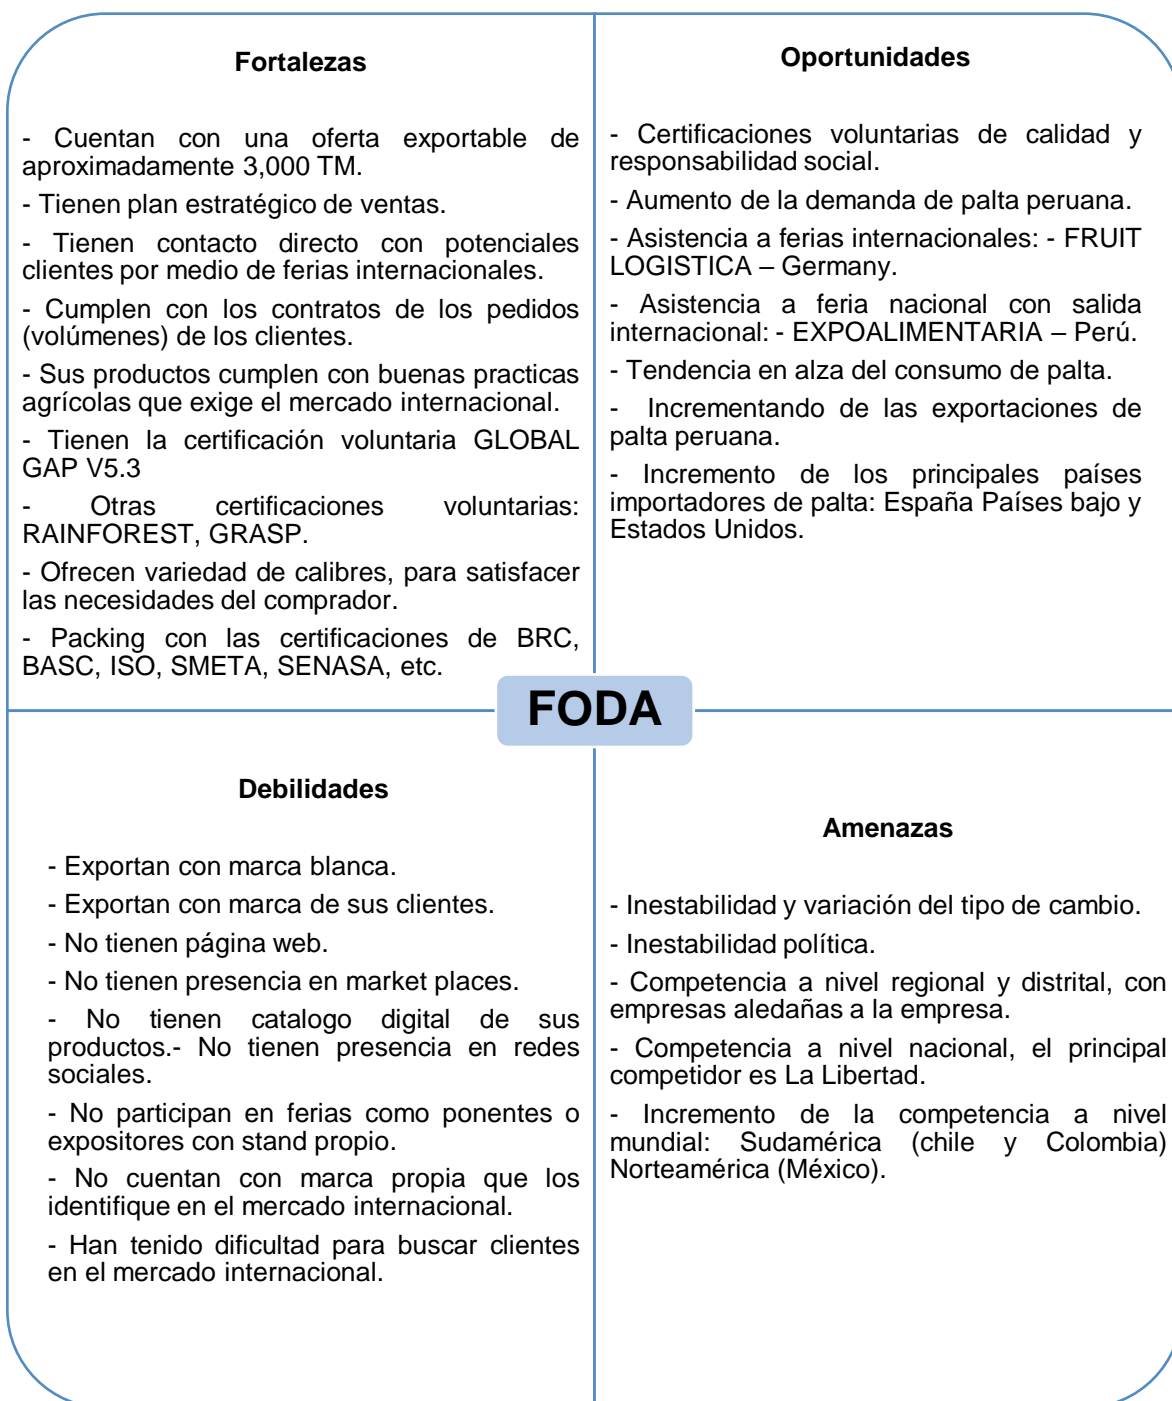 Fortalezas
- Cuentan con una oferta exportable de
aproximadamente 3,000 TM.
- Tienen plan estratégico de ventas.
- Tienen contacto directo con potenciales
clientes por medio de ferias internacionales.
- Cumplen con los contratos de los pedidos
(volúmenes) de los clientes.
- Sus productos cumplen con buenas practicas
agrícolas que exige el mercado internacional.
- Tienen la certificación voluntaria GLOBAL
GAP V5.3
- Otras certificaciones voluntarias:
RAINFOREST, GRASP.
- Ofrecen variedad de calibres, para satisfacer
las necesidades del comprador.
- Packing con las certificaciones de BRC,
BASC, ISO, SMETA, SENASA, etc.
Oportunidades
- Certificaciones voluntarias de calidad y
responsabilidad social.
- Aumento de la demanda de palta peruana.
- Asistencia a ferias internacionales: - FRUIT
LOGISTICA – Germany.
- Asistencia a feria nacional con salida
internacional: - EXPOALIMENTARIA – Perú.
- Tendencia en alza del consumo de palta.
- Incrementando de las exportaciones de
palta peruana.
- Incremento de los principales países
importadores de palta: España Países bajo y
Estados Unidos.
FODA
Debilidades
- Exportan con marca blanca.
- Exportan con marca de sus clientes.
- No tienen página web.
- No tienen presencia en market places.
- No tienen catalogo digital de sus
productos.- No tienen presencia en redes
sociales.
- No participan en ferias como ponentes o
expositores con stand propio.
- No cuentan con marca propia que los
identifique en el mercado internacional.
- Han tenido dificultad para buscar clientes
en el mercado internacional.
Amenazas
- Inestabilidad y variación del tipo de cambio.
- Inestabilidad política.
- Competencia a nivel regional y distrital, con
empresas aledañas a la empresa.
- Competencia a nivel nacional, el principal
competidor es La Libertad.
- Incremento de la competencia a nivel
mundial: Sudamérica (chile y Colombia)
Norteamérica (México).